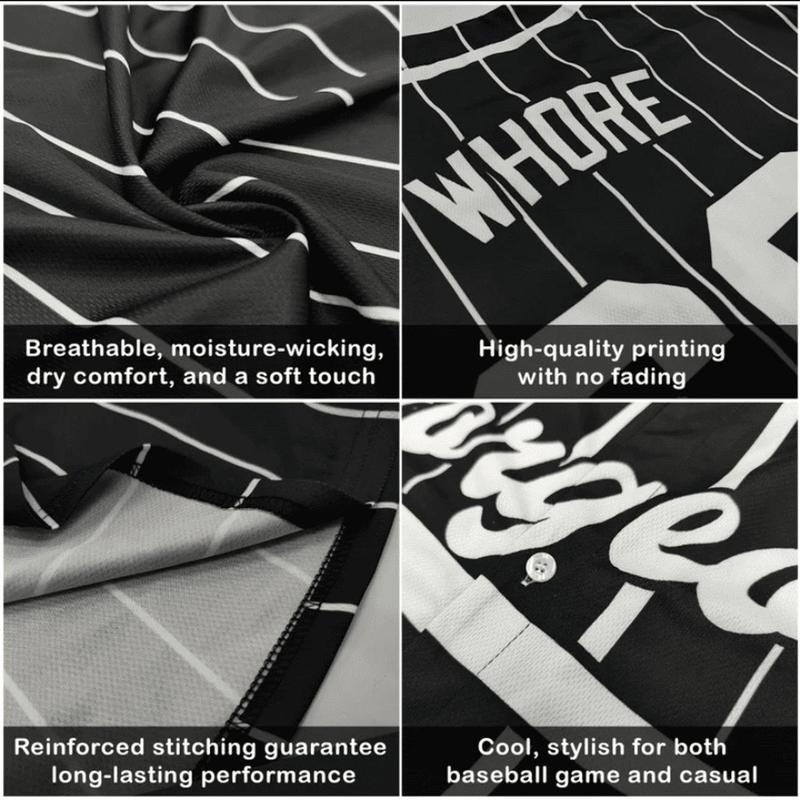 Breathable, moisture-wicking,
dry comfort, and a soft touch
WHORE
High-quality printing
with no fading
Reinforced stitching guarantee
long-lasting performance
Cool, stylish for both
baseball game and casual